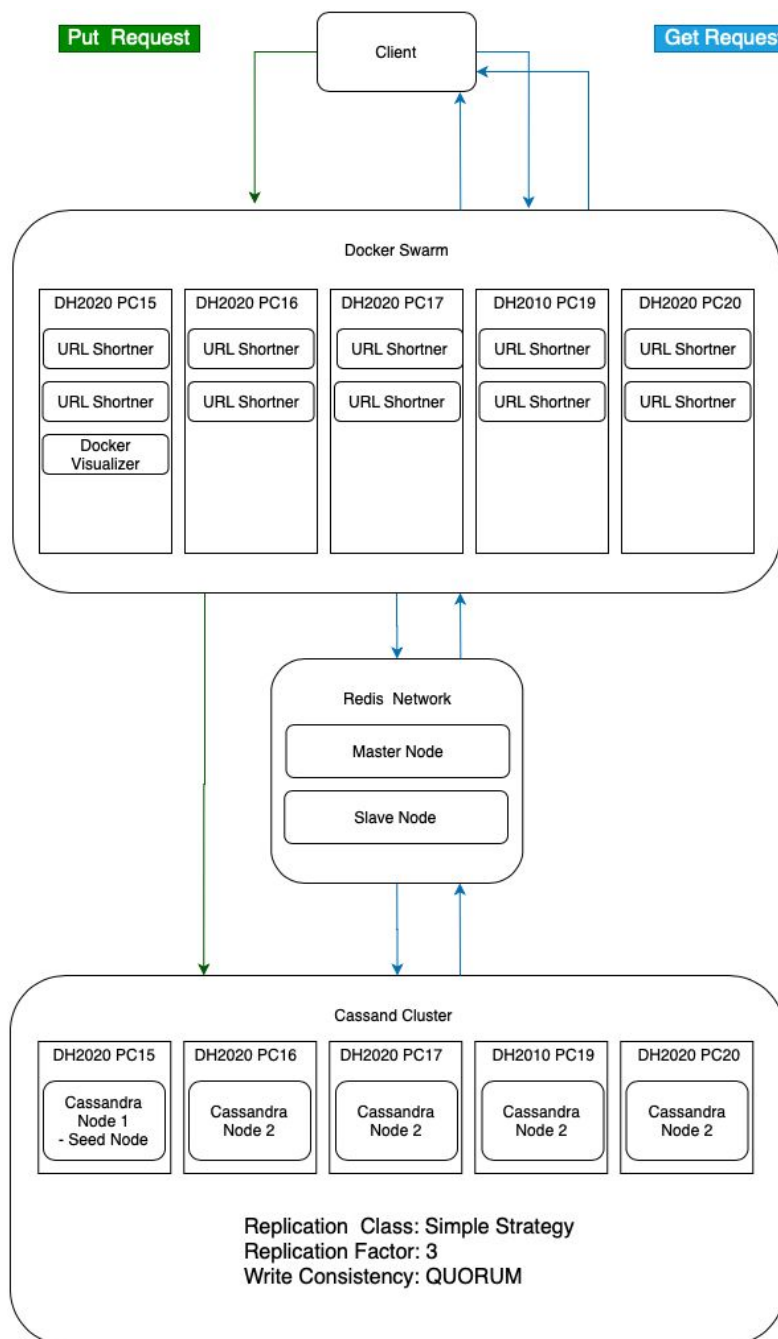 Put Request
Client
Get Request
Docker Swarm
DH2020 PC15
DH2020 PC16
DH2020 PC17
DH2010 PC19
DH2020 PC20
URL Shortner
URL Shortner
URL Shortner
URL Shortner
URL Shortner
URL Shortner
URL Shortner
URL Shortner
URL Shortner
URL Shortner
Docker
Visualizer
Redis Network
Master Node
Slave Node
Cassand Cluster
DH2020 PC15
DH2020 PC16
DH2020 PC17
DH2010 PC19
DH2020 PC20
Cassandra
Node 1
- Seed Node
Cassandra
Node 2
Cassandra
Node 2
Cassandra
Node 2
Cassandra
Node 2
Replication Class: Simple Strategy
Replication Factor: 3
Write Consistency: QUORUM